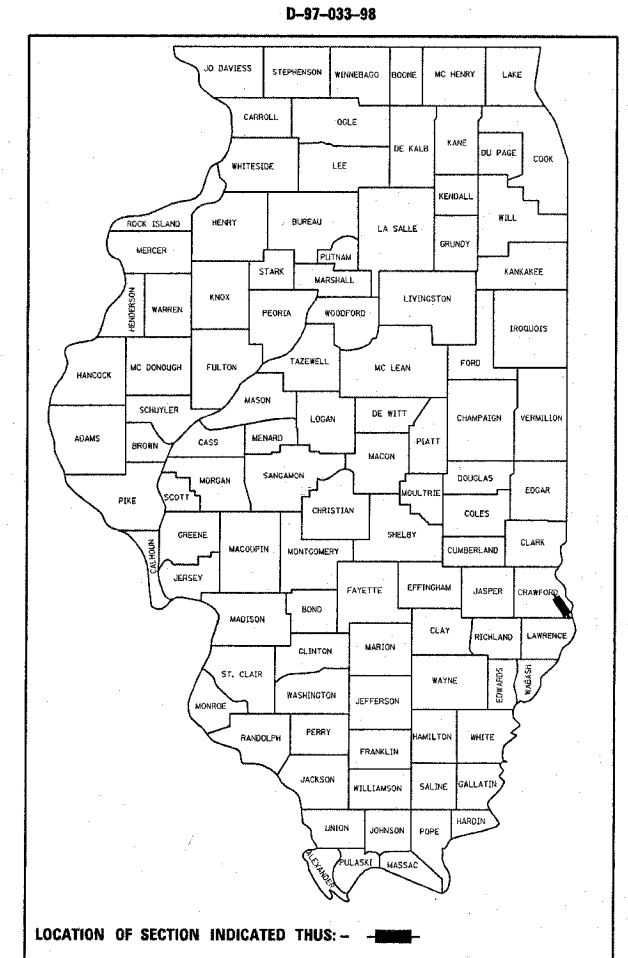 D-97-033-98
JO DAVIESS STEPHENSON WINNEBAGO BOONE MC HENRY LAKE
CARROLL OGLE
DE KALB KANE DU PAGE COOK
WHITESIDE LEE
KENDALL
ROCK ISLAND HENRY BUREAU LA SALLE WILL
MERCER PUTNAM GRUNDY
STARK MARSHALL KANKAKEE
HENDERSON WARREN KNOX PEORIA WOODFORD LIVINGSTON IROQUOIS
HANCOCK MC DONOUGH FULTON TAZEWELL MC LEAN FORD
MASON
SCHUYLER LOGAN DE WITT CHAMPAIGN VERMILION
ADAMS BROWN CASS MENARD PIATT
MACON
MORGAN SANGAMON DOUGLAS EDGAR
PIKE SCOTT CHRISTIAN MOULTRIE
COLES
GREENE MACOUPIN MONTGOMERY SHELBY CLARK
CALHOUN CUMBERLAND
JERSEY FAYETTE EFFINGHAM JASPER CRAWFORD
MADISON BOND
CLAY RICHLAND LAWRENCE
CLINTON MARION
ST. CLAIR WAYNE EDWARDS WABASH
MONROE WASHINGTON JEFFERSON
RANDOLPH PERRY HAMILTON WHITE
FRANKLIN
JACKSON WILLIAMSON SALINE GALLATIN
UNION JOHNSON POPE HARDIN
ALEXANDER PULASKI MASSAC
LOCATION OF SECTION INDICATED THUS: -